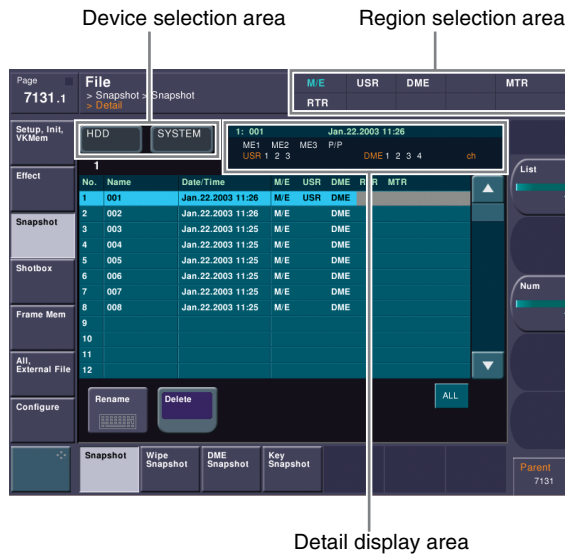 Device selection area
Region selection area
Page
7131.1
File
> Snapshot > Snapshot
> Detail
M/E USR DME MTR
RTR
Setup, Init,
VKMem
Effect
Snapshot
Shotbox
Frame Mem
All,
External File
Configure
HDD SYSTEM
1: 001 Jan.22.2003 11:26
ME1 ME2 ME3 P/P
USR 1 2 3 DME 1 2 3 4 ch
1
No. Name Date/Time M/E USR DME RTR MTR
1 001 Jan.22.2003 11:26 M/E USR DME
2 002 Jan.22.2003 11:26 M/E DME
3 003 Jan.22.2003 11:25 M/E DME
4 004 Jan.22.2003 11:25 M/E DME
5 005 Jan.22.2003 11:25 M/E DME
6 006 Jan.22.2003 11:25 M/E DME
7 007 Jan.22.2003 11:25 M/E DME
8 008 Jan.22.2003 11:25 M/E DME
9
10
11
12
List
Num
Rename
Delete
ALL
Snapshot
Wipe
Snapshot
DME
Snapshot
Key
Snapshot
Parent
7131
Detail display area